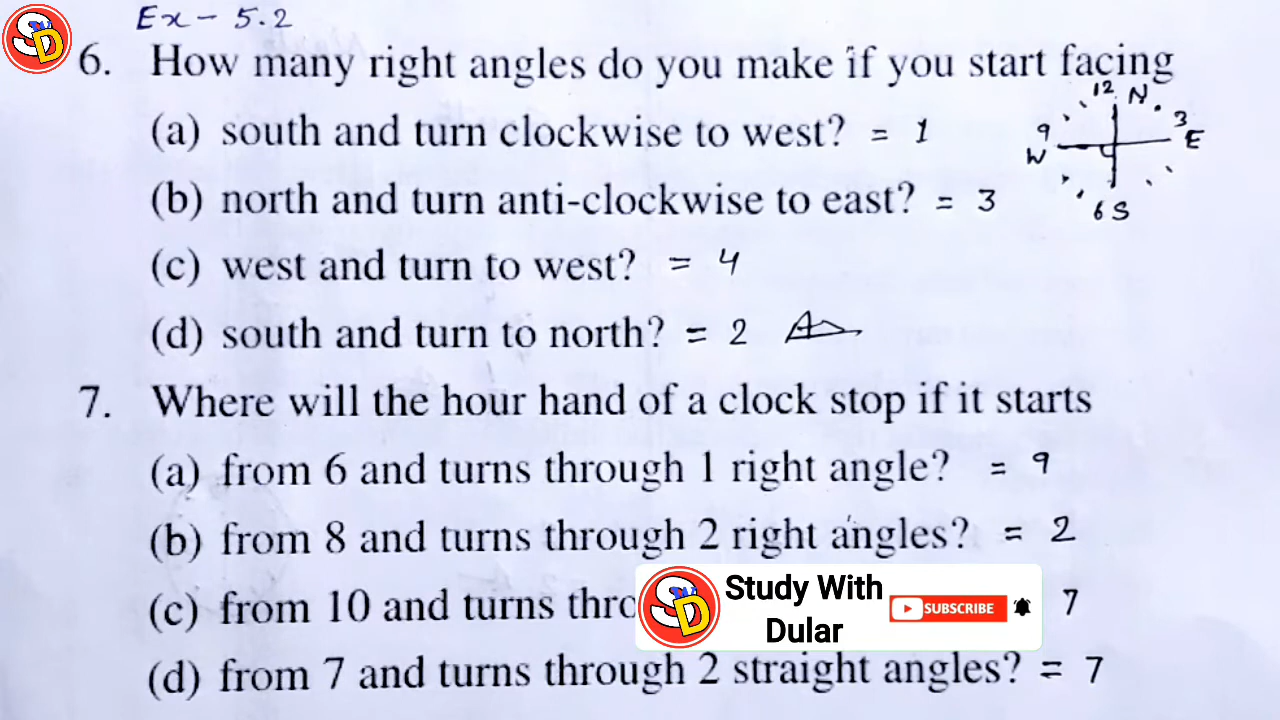 Ex - 5.2
6. How many right angles do you make if you start facing
(a) south and turn clockwise to west? = 1
(b) north and turn anti-clockwise to east? = 3
(c) west and turn to west? = 4
(d) south and turn to north? = 2
12 N
9 3
W E
6 S
7. Where will the hour hand of a clock stop if it starts
(a) from 6 and turns through 1 right angle? = 9
(b) from 8 and turns through 2 right angles? = 2
(c) from 10 and turns 7
(d) from 7 and turns through 2 straight angles? = 7
SD
SD
Study With
Dular
SUBSCRIBE